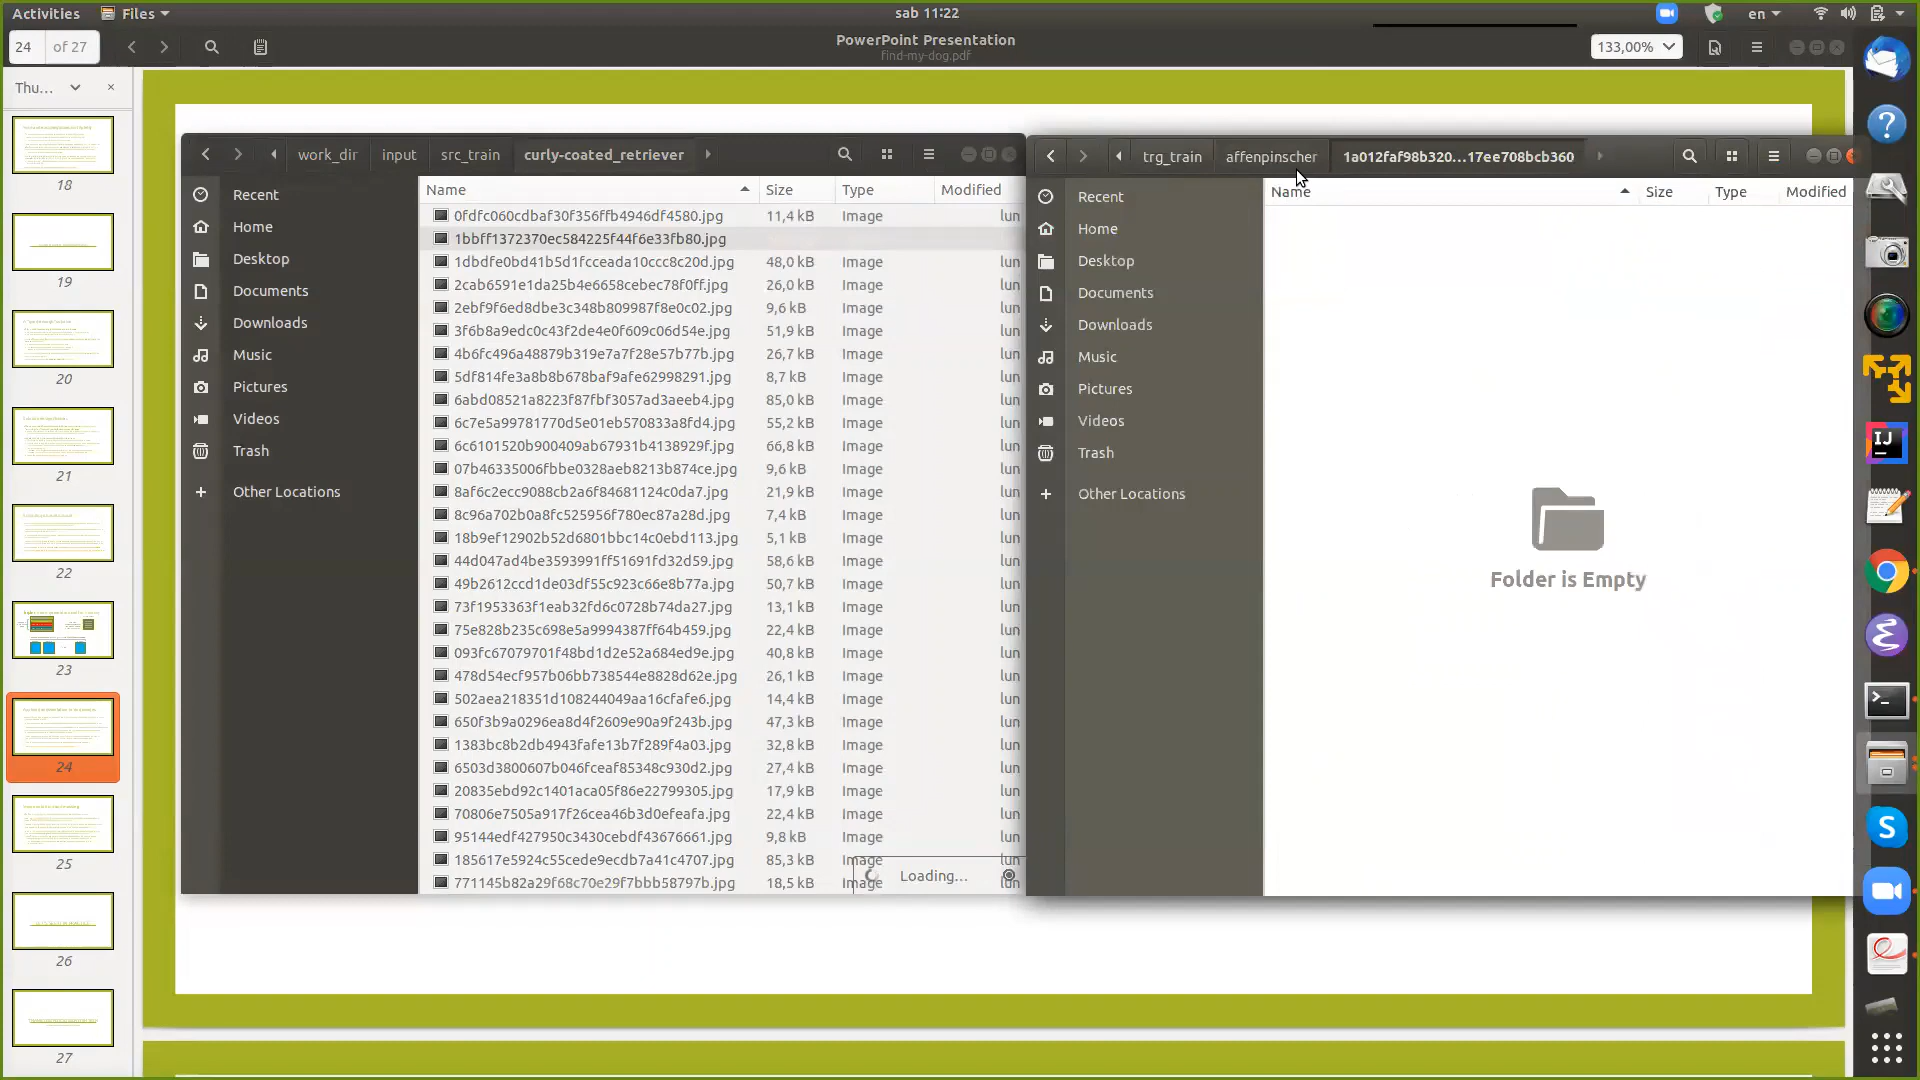 Activities Files sab 11:22 en
24 of 27 PowerPoint Presentation 133,00%
find-my-dog.pdf
Thu...
18
19
20
21
22
23
24
25
26
27
work_dir input src_train curly-coated_retriever
Recent
Home
Desktop
Documents
Downloads
Music
Pictures
Videos
Trash
Other Locations
Name Size Type Modified
0fdfc060cdbaf30f356ffb4946df4580.jpg 11,4 kB Image lun
1bbff1372370ec584225f44f6e33fb80.jpg
1dbdfe0bd41b5d1fcceada10ccc8c20d.jpg 48,0 kB Image lun
2cab6591e1da25b4e6658cebec78f0ff.jpg 26,0 kB Image lun
2ebf9f6ed8dbe3c348b809987f8e0c02.jpg 9,6 kB Image lun
3f6b8a9edc0c43f2de4e0f609c06d54e.jpg 51,9 kB Image lun
4b6fc496a48879b319e7a7f28e57b77b.jpg 26,7 kB Image lun
5df814fe3a8b8b678baf9afe62998291.jpg 8,7 kB Image lun
6abd08521a8223f87fbf3057ad3aeeb4.jpg 85,0 kB Image lun
6c7e5a99781770d5e01eb570833a8fd4.jpg 55,2 kB Image lun
6c6101520b900409ab67931b4138929f.jpg 66,8 kB Image lun
07b46335006fbbe0328aeb8213b874ce.jpg 9,6 kB Image lun
8af6c2ecc9088cb2a6f84681124c0da7.jpg 21,9 kB Image lun
8c96a702b0a8fc525956f780ec87a28d.jpg 7,4 kB Image lun
18b9ef12902b52d6801bbc14c0ebd113.jpg 5,1 kB Image lun
44d047ad4be3593991ff51691fd32d59.jpg 58,6 kB Image lun
49b2612ccd1de03df55c923c66e8b77a.jpg 50,7 kB Image lun
73f1953363f1eab32fd6c0728b74da27.jpg 13,1 kB Image lun
75e828b235c698e5a9994387ff64b459.jpg 22,4 kB Image lun
093fc67079701f48bd1d2e52a684ed9e.jpg 40,8 kB Image lun
478d54ecf957b06bb738544e8828d62e.jpg 26,1 kB Image lun
502aea218351d108244049aa16cfafe6.jpg 14,4 kB Image lun
650f3b9a0296ea8d4f2609e90a9f243b.jpg 47,3 kB Image lun
1383bc8b2db4943fafe13b7f289f4a03.jpg 32,8 kB Image lun
6503d3800607b046fceaf85348c930d2.jpg 27,4 kB Image lun
20835ebd92c1401aca05f86e22799305.jpg 17,9 kB Image lun
70806e7505a917f26cea46b3d0efeafa.jpg 22,4 kB Image lun
95144edf427950c3430cebdf43676661.jpg 9,8 kB Image lun
185617e5924c55cede9ecdb7a41c4707.jpg 85,3 kB Image lun
771145b82a29f68c70e29f7bbb58797b.jpg 18,5 kB Image lun
Loading...
trg_train affenpinscher 1a012faf98b320...17ee708bcb360
Recent
Home
Desktop
Documents
Downloads
Music
Pictures
Videos
Trash
Other Locations
Name Size Type Modified
Folder is Empty